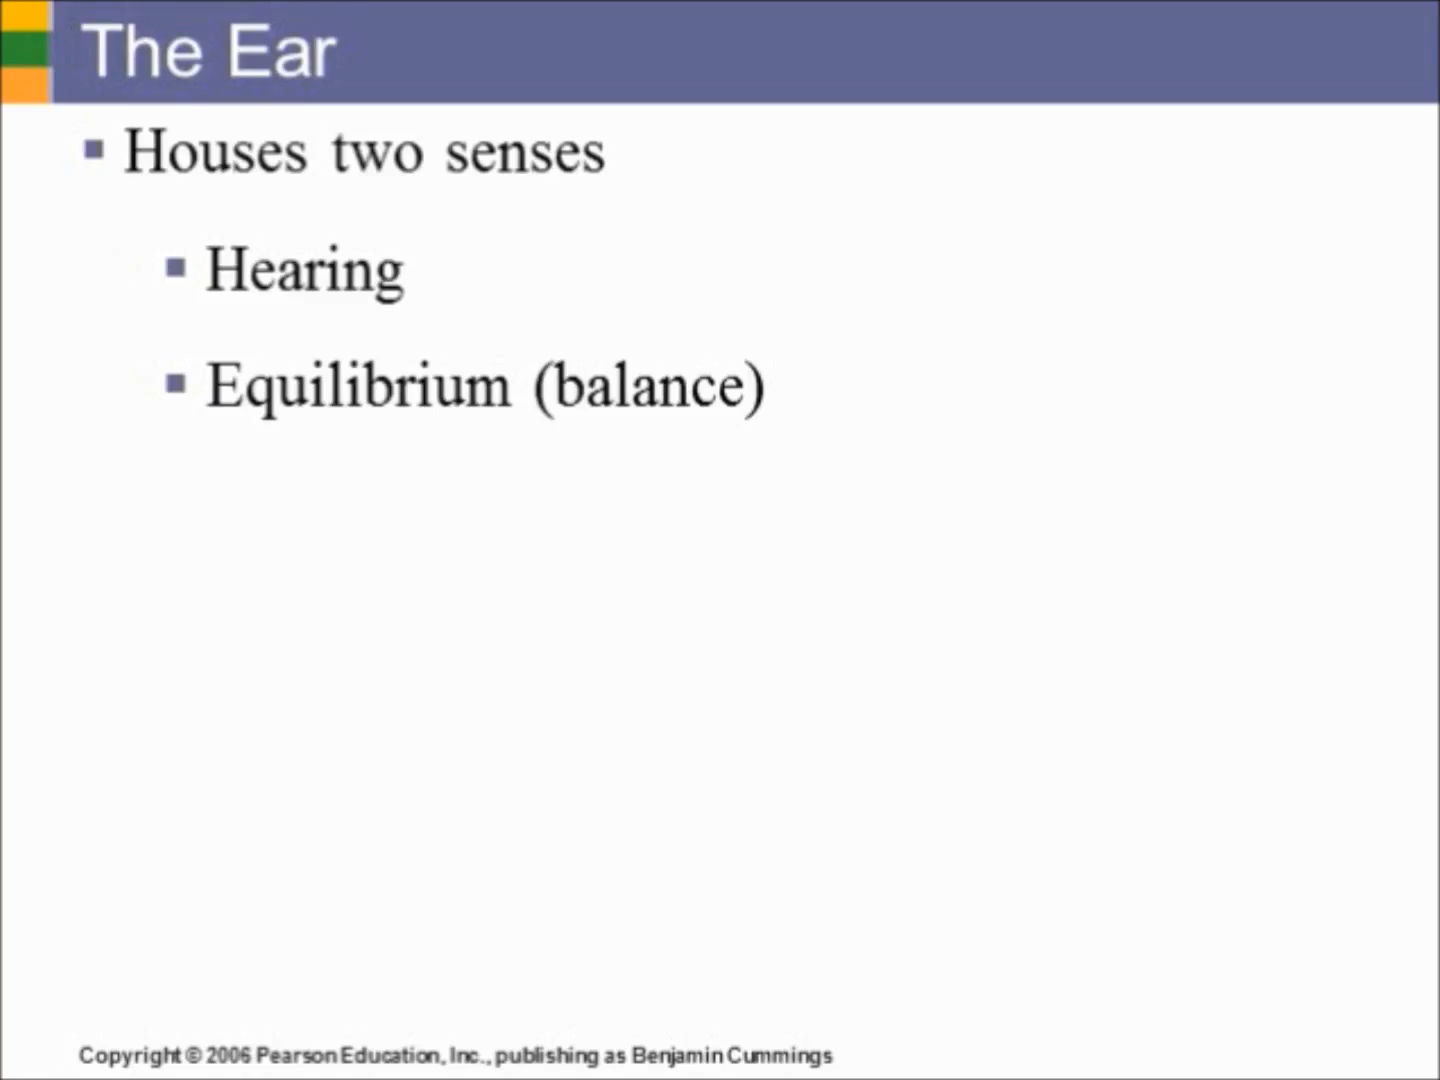 The Ear
Houses two senses
Hearing
Equilibrium (balance)
Copyright © 2006 Pearson Education, Inc., publishing as Benjamin Cummings